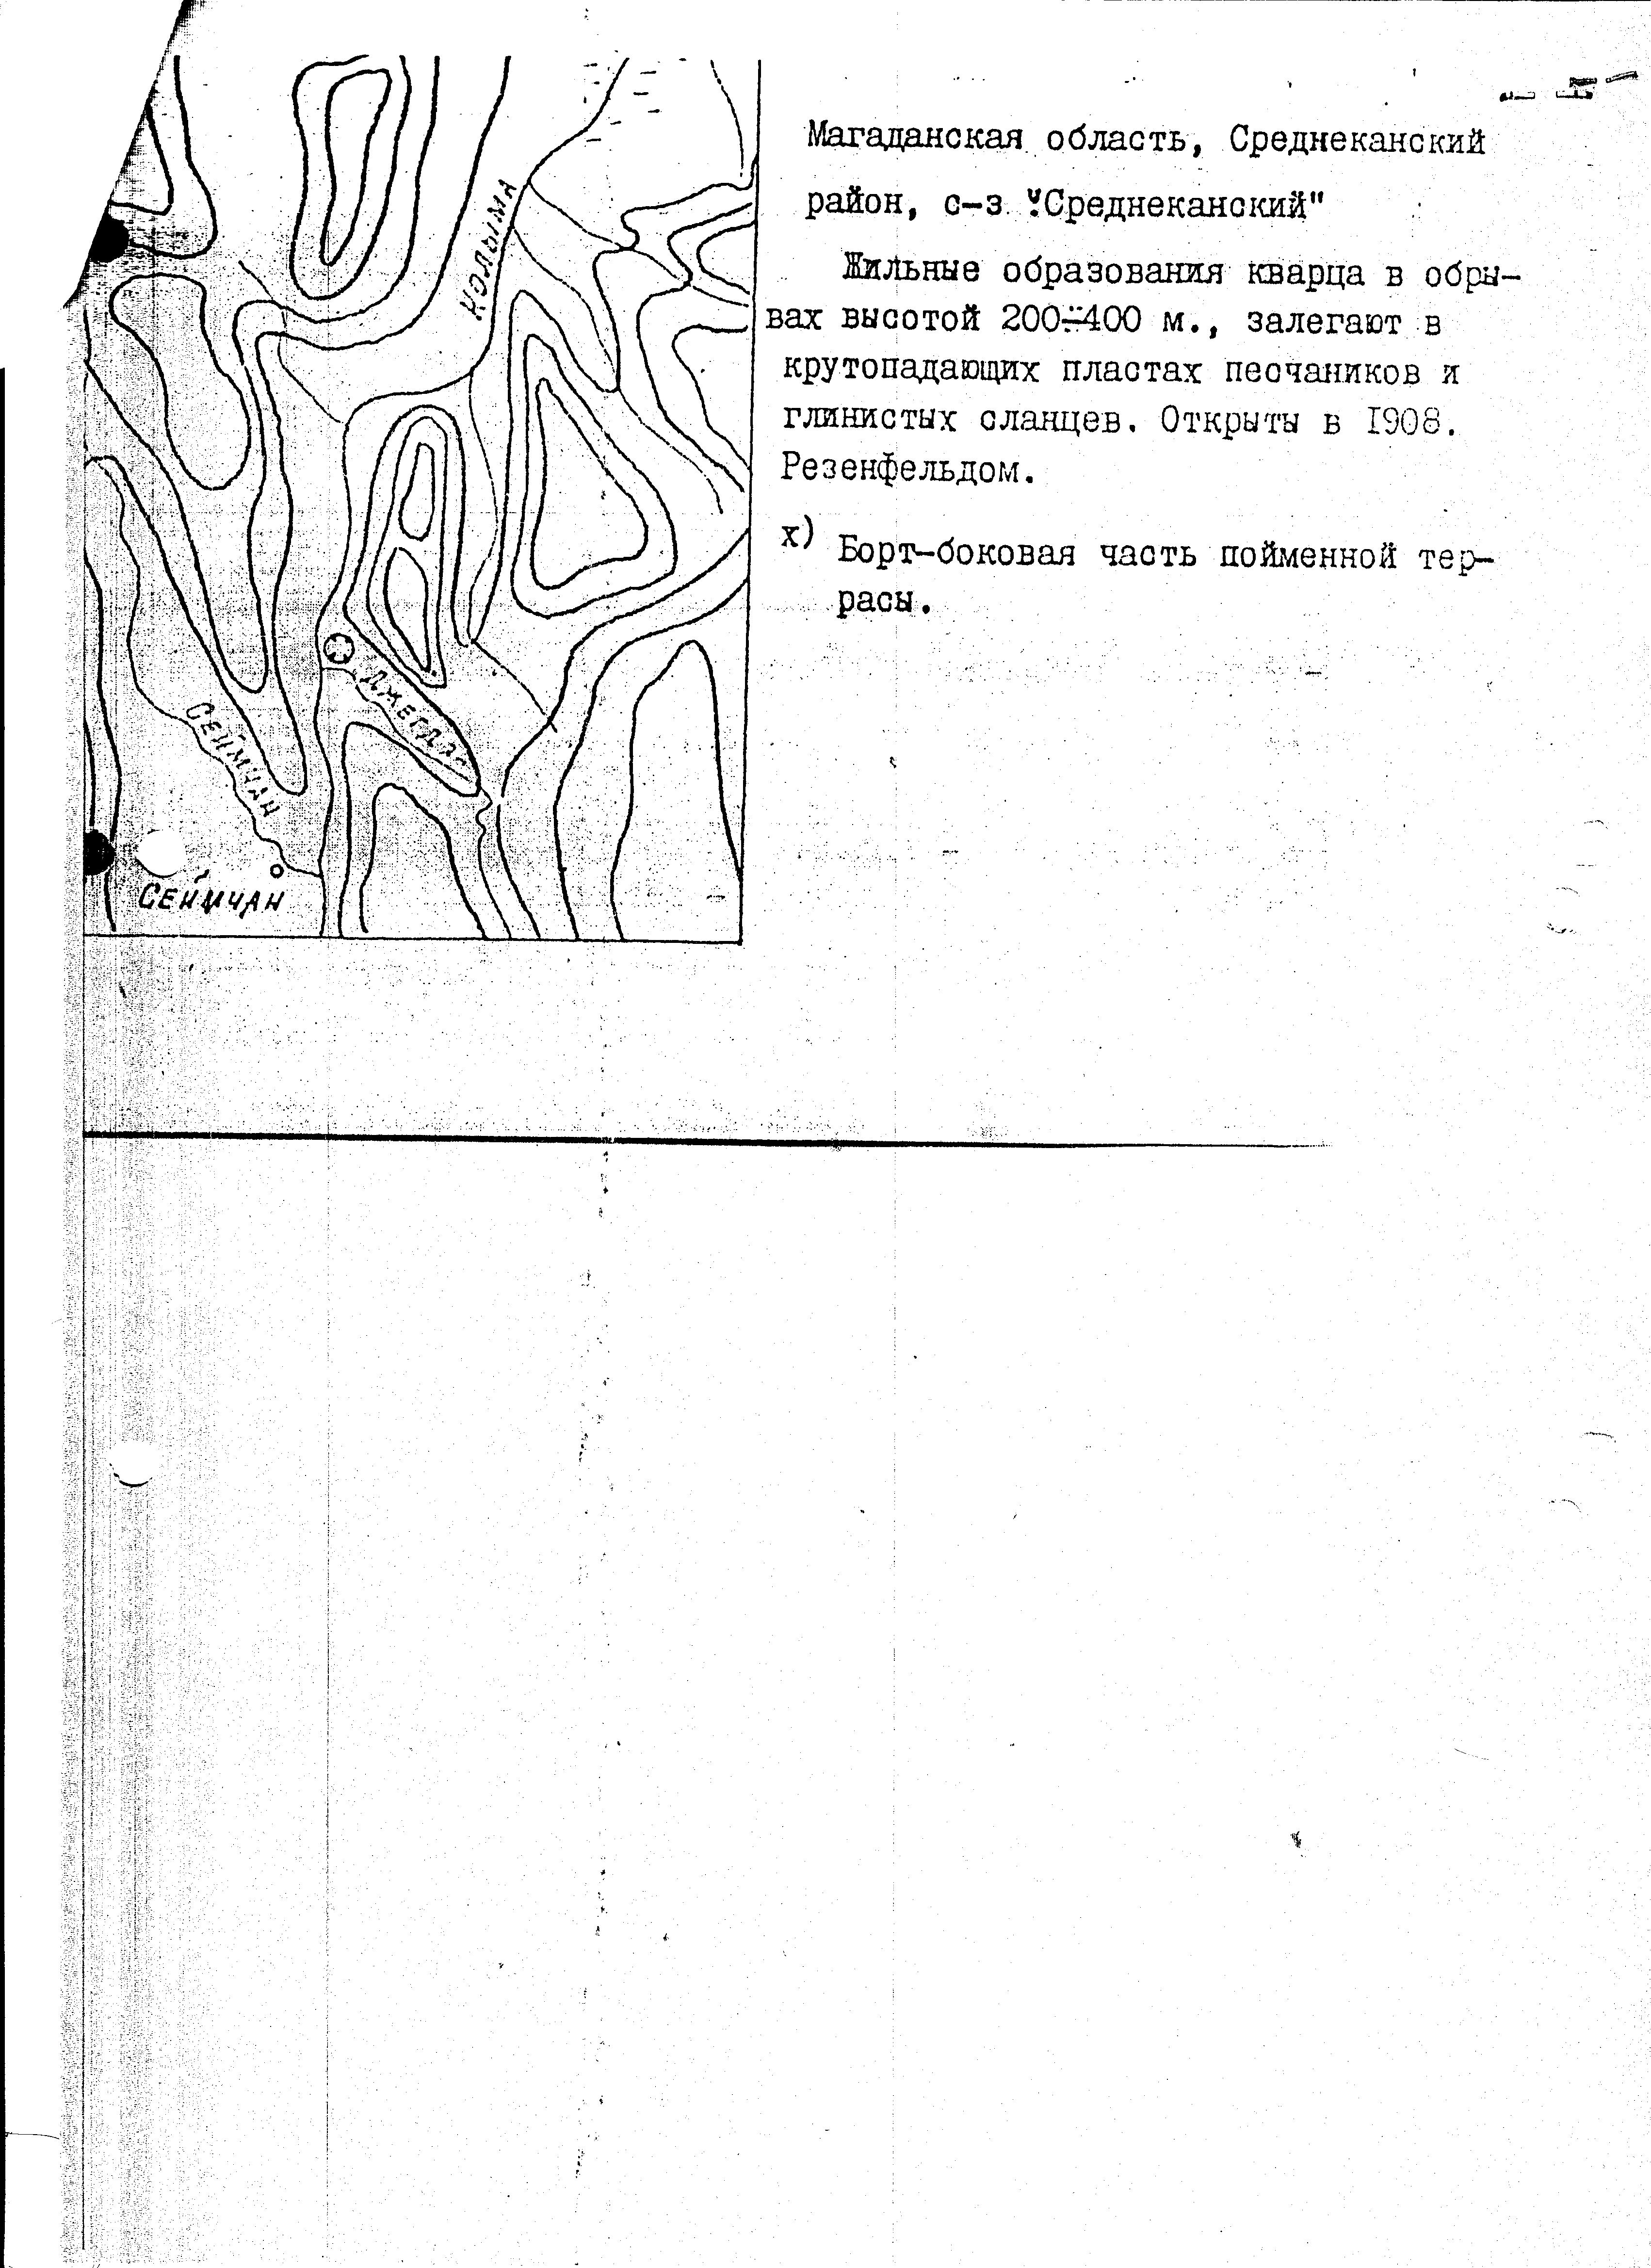 Магаданская область, Среднеканский
район, с-з "Среднеканский"
Жильные образования кварца в обры-
вах высотой 200÷400 м., залегают в
крутопадающих пластах песчаников и
глинистых сланцев. Открыты в 1908.
Резенфельдом.
х) Борт-боковая часть пойменной тер-
расы.
КОЛЫМА
СЕЙМЧАН
СЕЙМЧАН